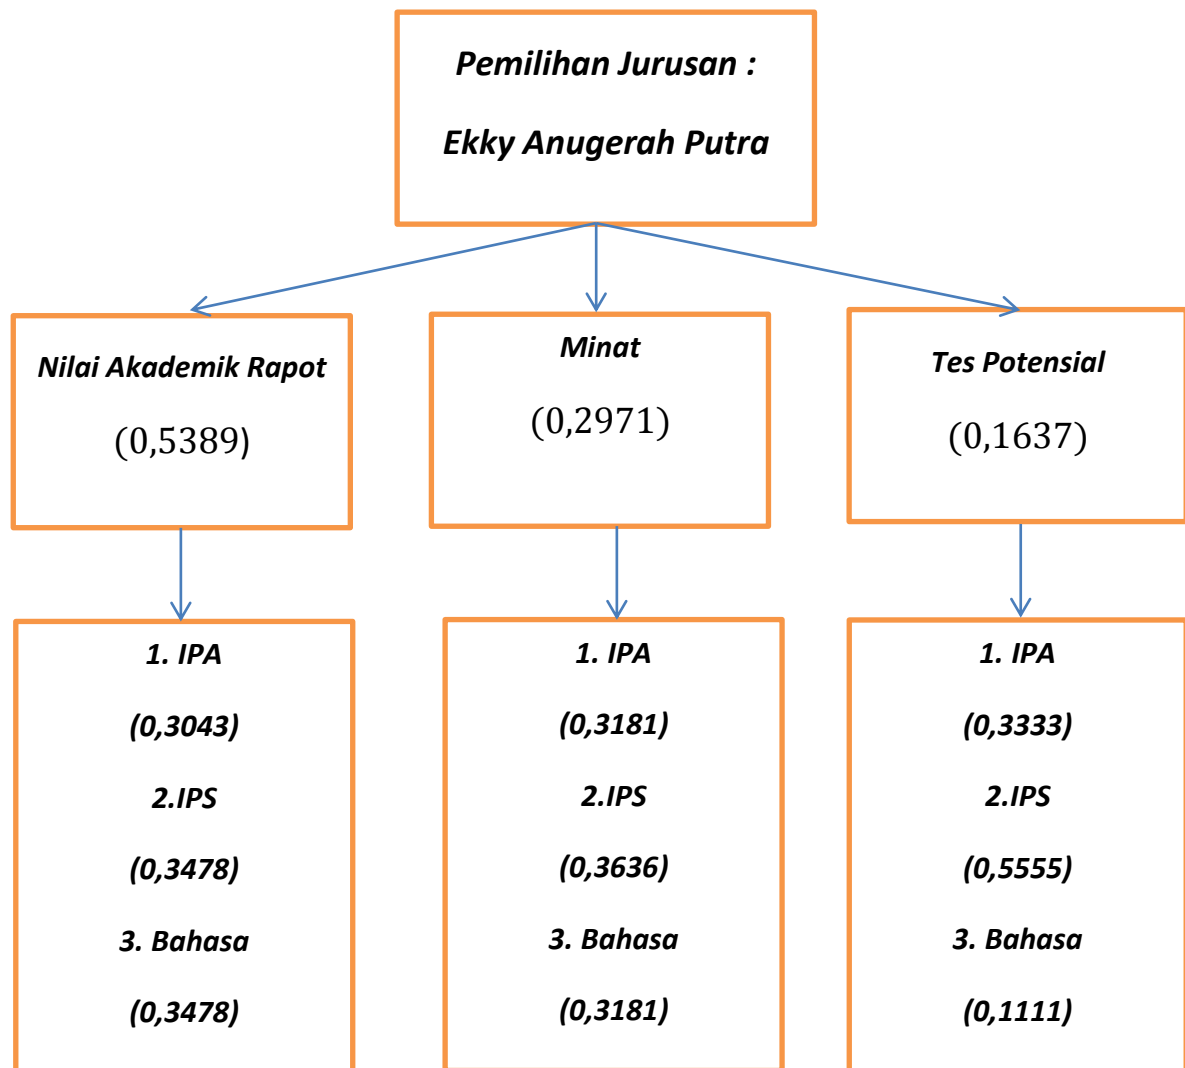 Pemilihan Jurusan :
Ekky Anugerah Putra
Nilai Akademik Rapot
(0,5389)
Minat
(0,2971)
Tes Potensial
(0,1637)
1. IPA
(0,3043)
2.IPS
(0,3478)
3. Bahasa
(0,3478)
1. IPA
(0,3181)
2.IPS
(0,3636)
3. Bahasa
(0,3181)
1. IPA
(0,3333)
2.IPS
(0,5555)
3. Bahasa
(0,1111)